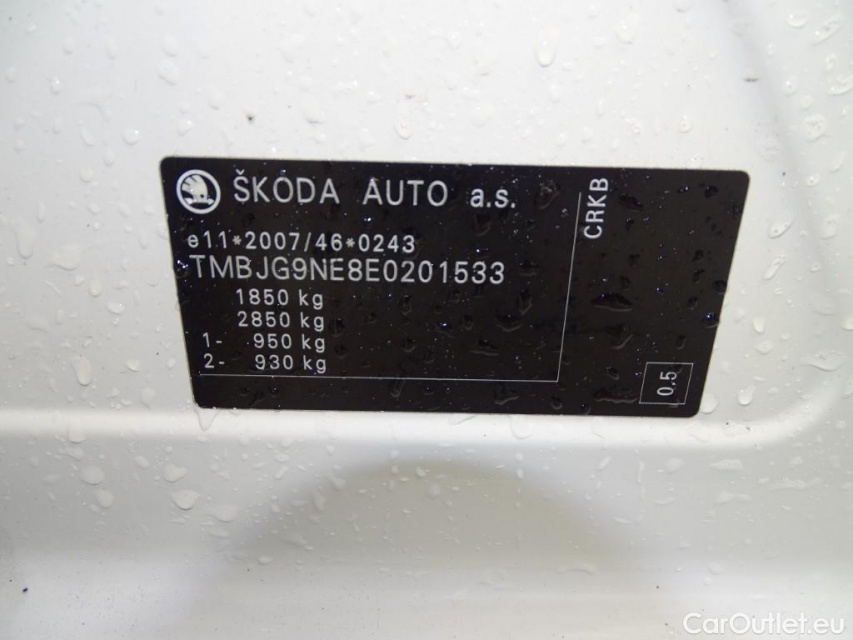 ŠKODA AUTO a.s.
e11*2007/46*0243
TMBJG9NE8E0201533
1850 kg
2850 kg
1- 950 kg
2- 930 kg
CRKB
0.5
CarOutlet.eu